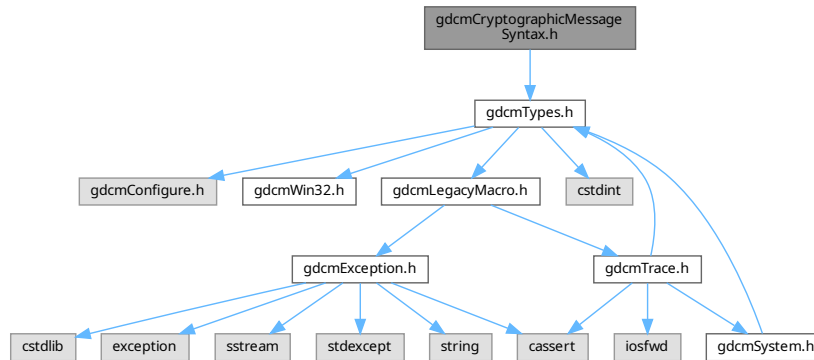 gdcmCryptographicMessage
Syntax.h
gdcmTypes.h
gdcmConfigure.h
gdcmWin32.h
gdcmLegacyMacro.h
cstdint
gdcmException.h
gdcmTrace.h
cstdlib
exception
sstream
stdexcept
string
cassert
iosfwd
gdcmSystem.h